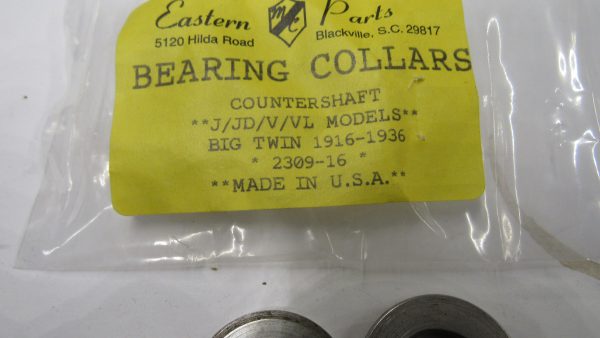 Eastern MC Parts
5120 Hilda Road Blackville, S.C. 29817
BEARING COLLARS
COUNTERSHAFT
**J/JD/V/VL MODELS**
BIG TWIN 1916-1936
* 2309-16 *
**MADE IN U.S.A.**